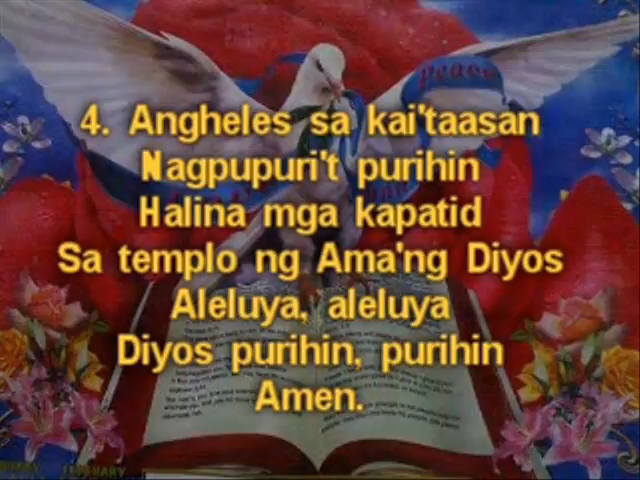 Peace
4. Angheles sa kai'taasan
Nagpupuri't purihin
Halina mga kapatid
Sa templo ng Ama'ng Diyos
Aleluya, aleluya
Diyos purihin, purihin
Amen.